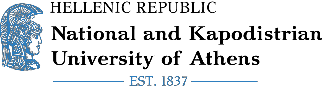 HELLENIC REPUBLIC
National and Kapodistrian
University of Athens
EST. 1837